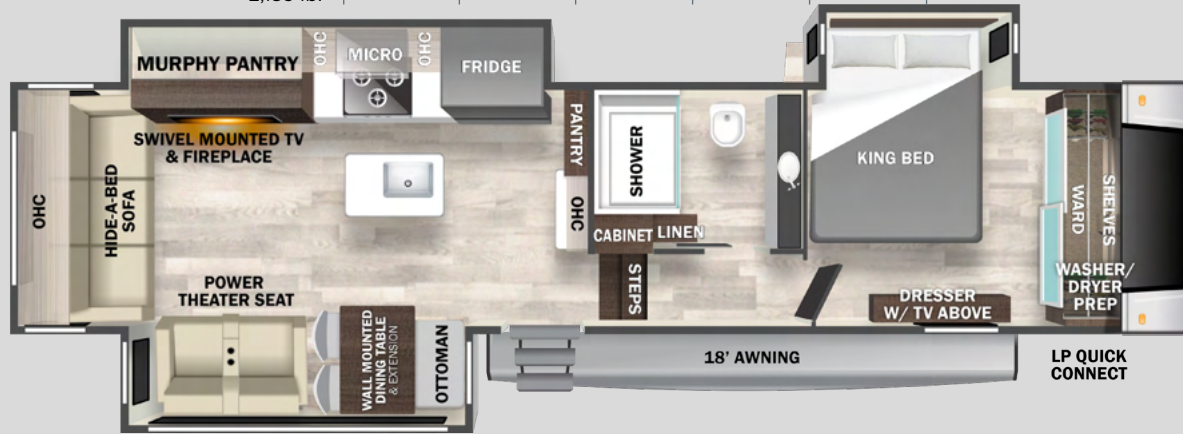 MURPHY PANTRY
OHC
MICRO
OHC
FRIDGE
SWIVEL MOUNTED TV
& FIREPLACE
OHC
HIDE-A-BED
SOFA
POWER
THEATER SEAT
WALL MOUNTED
DINING TABLE
& EXTENSION
OTTOMAN
PANTRY
OHC
SHOWER
CABINET
LINEN
STEPS
KING BED
DRESSER
W/ TV ABOVE
WARD
SHELVES
WASHER/
DRYER
PREP
18' AWNING
LP QUICK
CONNECT